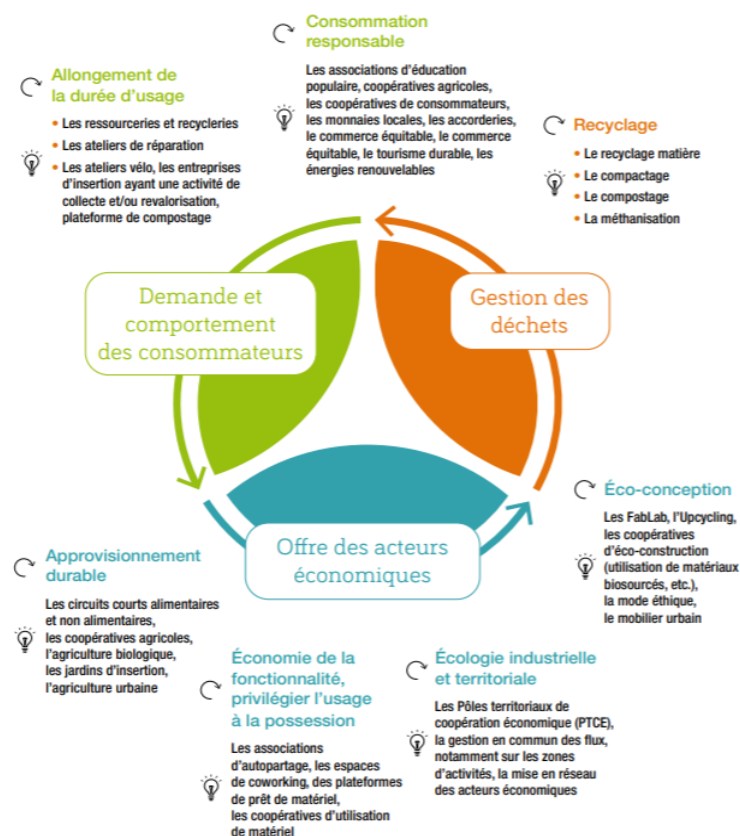 Consommation
responsable
Les associations d'éducation
populaire, coopératives agricoles,
les coopératives de consommateurs,
les monnaies locales, les accorderies,
le commerce équitable, le commerce
équitable, le tourisme durable, les
énergies renouvelables
Allongement de
la durée d'usage
• Les ressourceries et recycleries
• Les ateliers de réparation
• Les ateliers vélo, les entreprises
d'insertion ayant une activité de
collecte et/ou revalorisation,
plateforme de compostage
Recyclage
• Le recyclage matière
• Le compactage
• Le compostage
• La méthanisation
Demande et
comportement
des consommateurs
Gestion des
déchets
Offre des acteurs
économiques
Éco-conception
Les FabLab, l'Upcycling,
les coopératives
d'éco-construction
(utilisation de matériaux
biosourcés, etc.),
la mode éthique,
le mobilier urbain
Approvisionnement
durable
Les circuits courts alimentaires
et non alimentaires,
les coopératives agricoles,
l'agriculture biologique,
les jardins d'insertion,
l'agriculture urbaine
Économie de la
fonctionnalité,
privilégier l'usage
à la possession
Les associations
d'autopartage, les espaces
de coworking, des plateformes
de prêt de matériel,
les coopératives d'utilisation
de matériel
Écologie industrielle
et territoriale
Les Pôles territoriaux de
coopération économique (PTCE),
la gestion en commun des flux,
notamment sur les zones
d'activités, la mise en réseau
des acteurs économiques